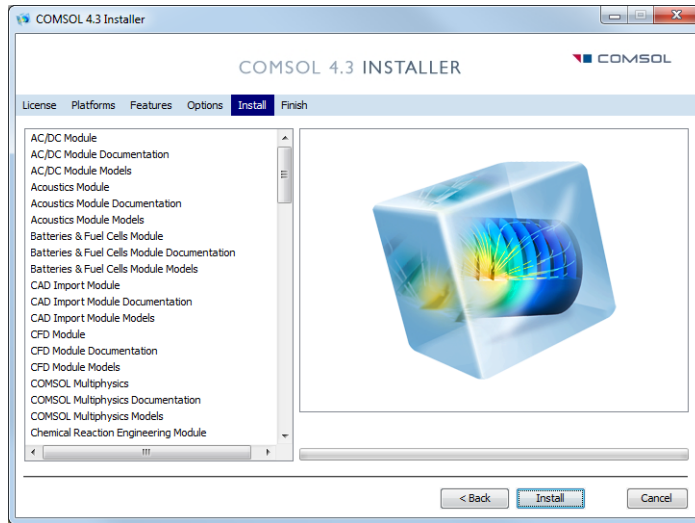 COMSOL 4.3 Installer
COMSOL 4.3 INSTALLER
COMSOL
License Platforms Features Options Install Finish
AC/DC Module
AC/DC Module Documentation
AC/DC Module Models
Acoustics Module
Acoustics Module Documentation
Acoustics Module Models
Batteries & Fuel Cells Module
Batteries & Fuel Cells Module Documentation
Batteries & Fuel Cells Module Models
CAD Import Module
CAD Import Module Documentation
CAD Import Module Models
CFD Module
CFD Module Documentation
CFD Module Models
COMSOL Multiphysics
COMSOL Multiphysics Documentation
COMSOL Multiphysics Models
Chemical Reaction Engineering Module
< Back Install Cancel